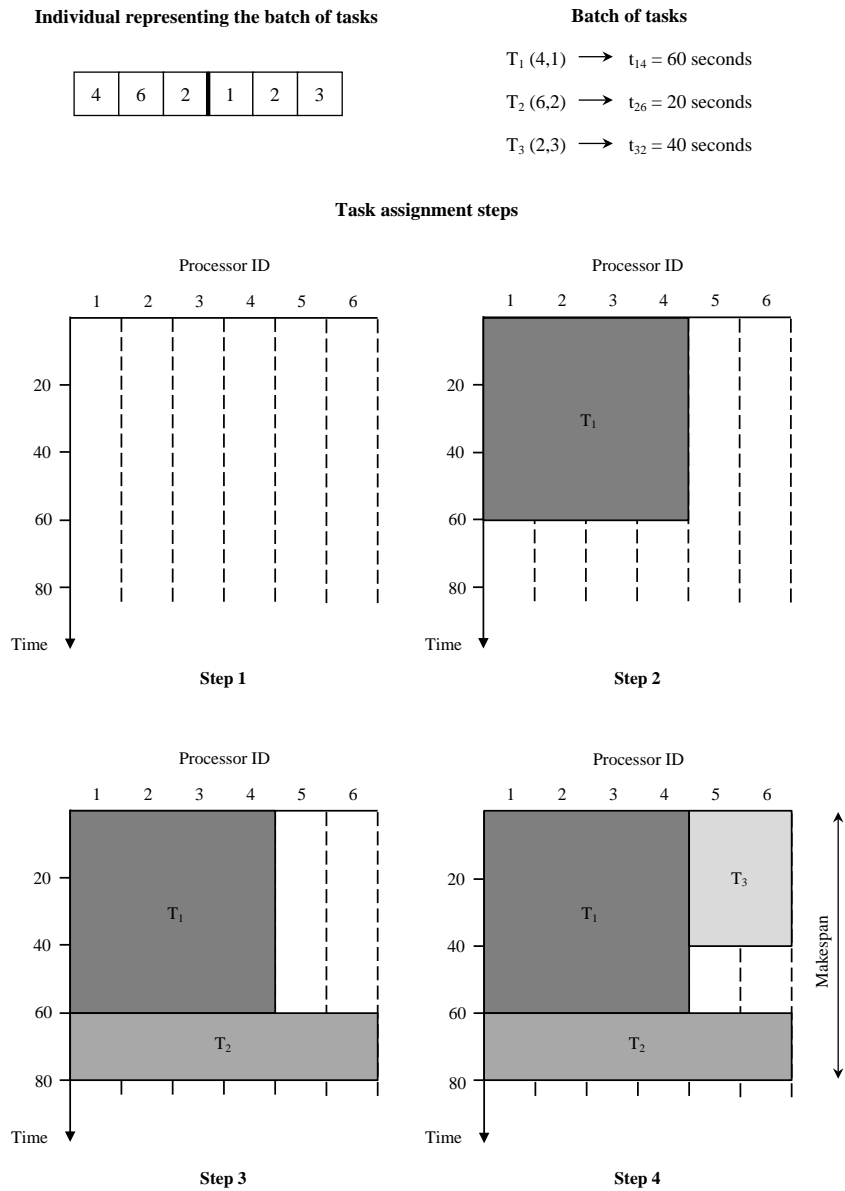 Individual representing the batch of tasks
4 6 2 1 2 3
Batch of tasks
T1 (4,1) → t14 = 60 seconds
T2 (6,2) → t26 = 20 seconds
T3 (2,3) → t32 = 40 seconds
Task assignment steps
Processor ID
1 2 3 4 5 6
20
40
60
80
Time
Step 1
Processor ID
1 2 3 4 5 6
20
40
60
80
T1
Time
Step 2
Processor ID
1 2 3 4 5 6
20
40
60
80
T1
T2
Time
Step 3
Processor ID
1 2 3 4 5 6
20
40
60
80
T1
T3
T2
Makespan
Time
Step 4